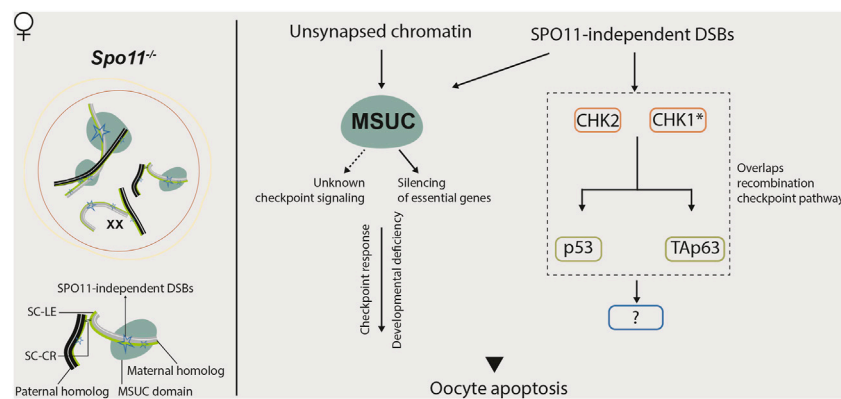 ♀
Spo11-/-
XX
SPO11-independent DSBs
SC-LE
SC-CR
Maternal homolog
Paternal homolog
MSUC domain
Unsynapsed chromatin
SPO11-independent DSBs
MSUC
Unknown
checkpoint signaling
Silencing
of essential genes
Checkpoint response
Developmental deficiency
CHK2
CHK1*
Overlaps
recombination
checkpoint pathway
p53
TAp63
?
Oocyte apoptosis